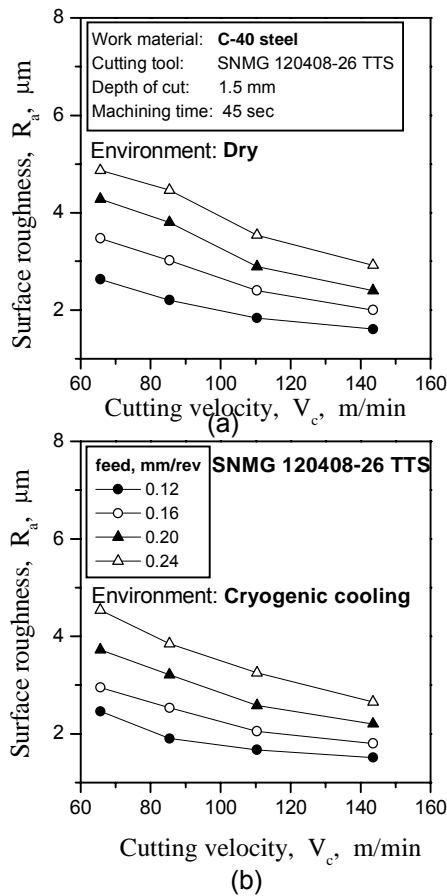 8
Work material: C-40 steel
Cutting tool: SNMG 120408-26 TTS
Depth of cut: 1.5 mm
Machining time: 45 sec
6
Environment: Dry
4
2
Surface roughness, Ra, μm
60 80 100 120 140 160
Cutting velocity, Vc, m/min
(a)
8
feed, mm/rev
0.12
0.16
0.20
0.24
SNMG 120408-26 TTS
6
Environment: Cryogenic cooling
4
2
Surface roughness, Ra, μm
60 80 100 120 140 160
Cutting velocity, Vc, m/min
(b)